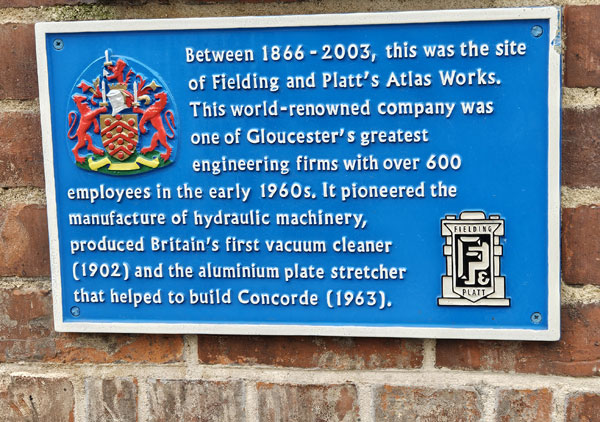 Between 1866 - 2003, this was the site
of Fielding and Platt's Atlas Works.
This world-renowned company was
one of Gloucester's greatest
engineering firms with over 600
employees in the early 1960s. It pioneered the
manufacture of hydraulic machinery,
produced Britain's first vacuum cleaner
(1902) and the aluminium plate stretcher
that helped to build Concorde (1963).
FIELDING
F&P
PLATT